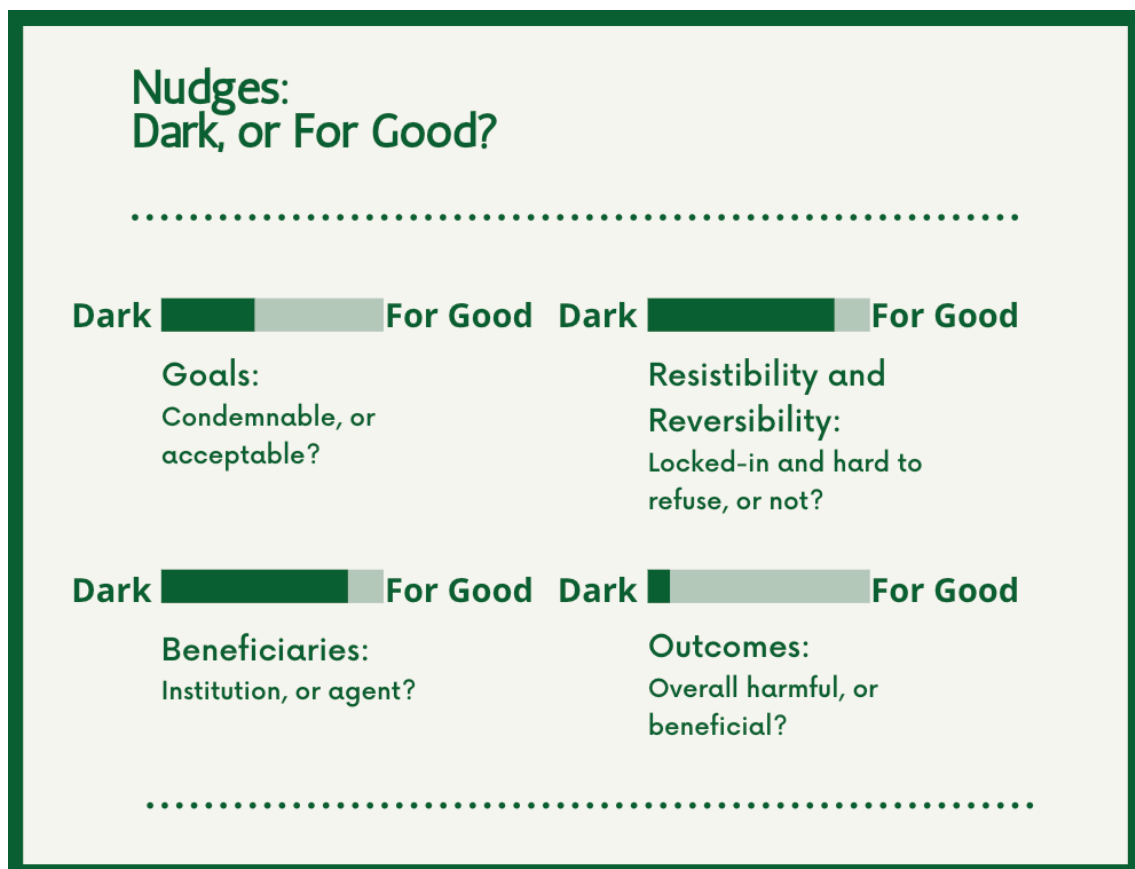 Nudges:
Dark, or For Good?
Dark For Good
Goals:
Condemnable, or
acceptable?
Dark For Good
Resistibility and
Reversibility:
Locked-in and hard to
refuse, or not?
Dark For Good
Beneficiaries:
Institution, or agent?
Dark For Good
Outcomes:
Overall harmful, or
beneficial?